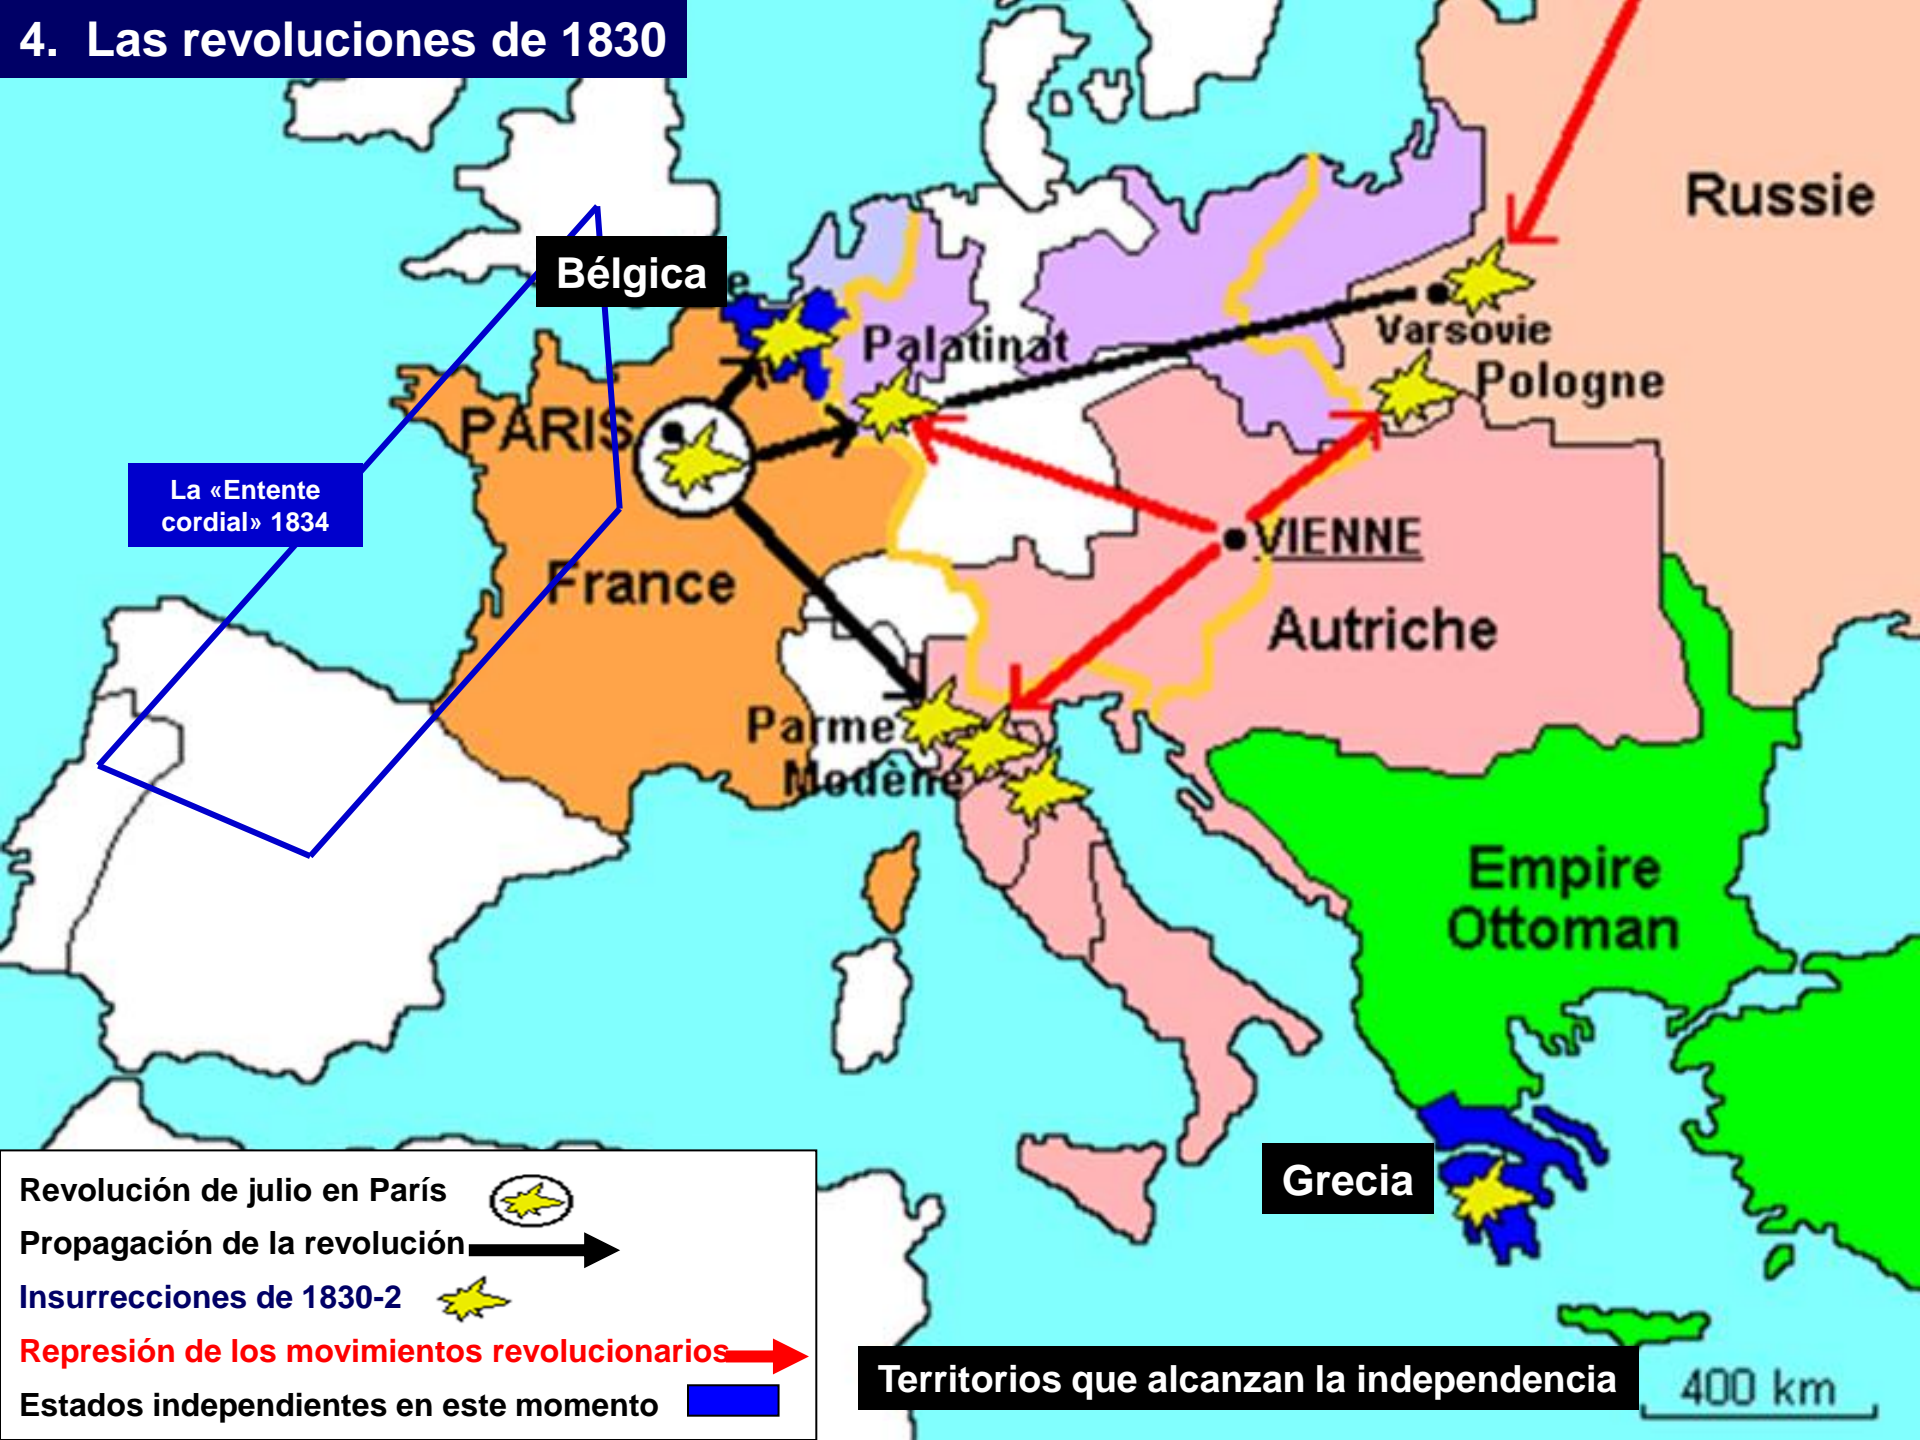 4. Las revoluciones de 1830
Russie
Bélgica
Palatinat
Varsovie
Pologne
PARIS
La «Entente
cordial» 1834
VIENNE
France
Autriche
Parme
Modène
Empire
Ottoman
Grecia
Revolución de julio en París
Propagación de la revolución
Insurrecciones de 1830-2
Represión de los movimientos revolucionarios
Estados independientes en este momento
Territorios que alcanzan la independencia
400 km